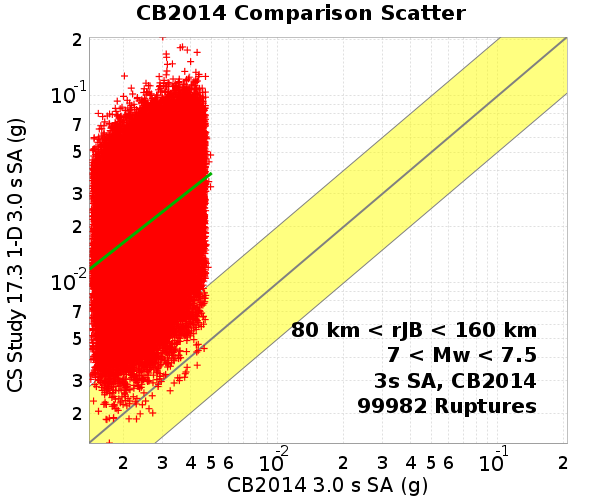 CB2014 Comparison Scatter
CS Study 17.3 1-D 3.0 s SA (g)
2
10-1
7
5
3
2
10-2
7
5
3
2
80 km < rJB < 160 km
7 < Mw < 7.5
3s SA, CB2014
99982 Ruptures
2 3 4 5 6 10-2 2 3 4 5 6 10-1 2
CB2014 3.0 s SA (g)